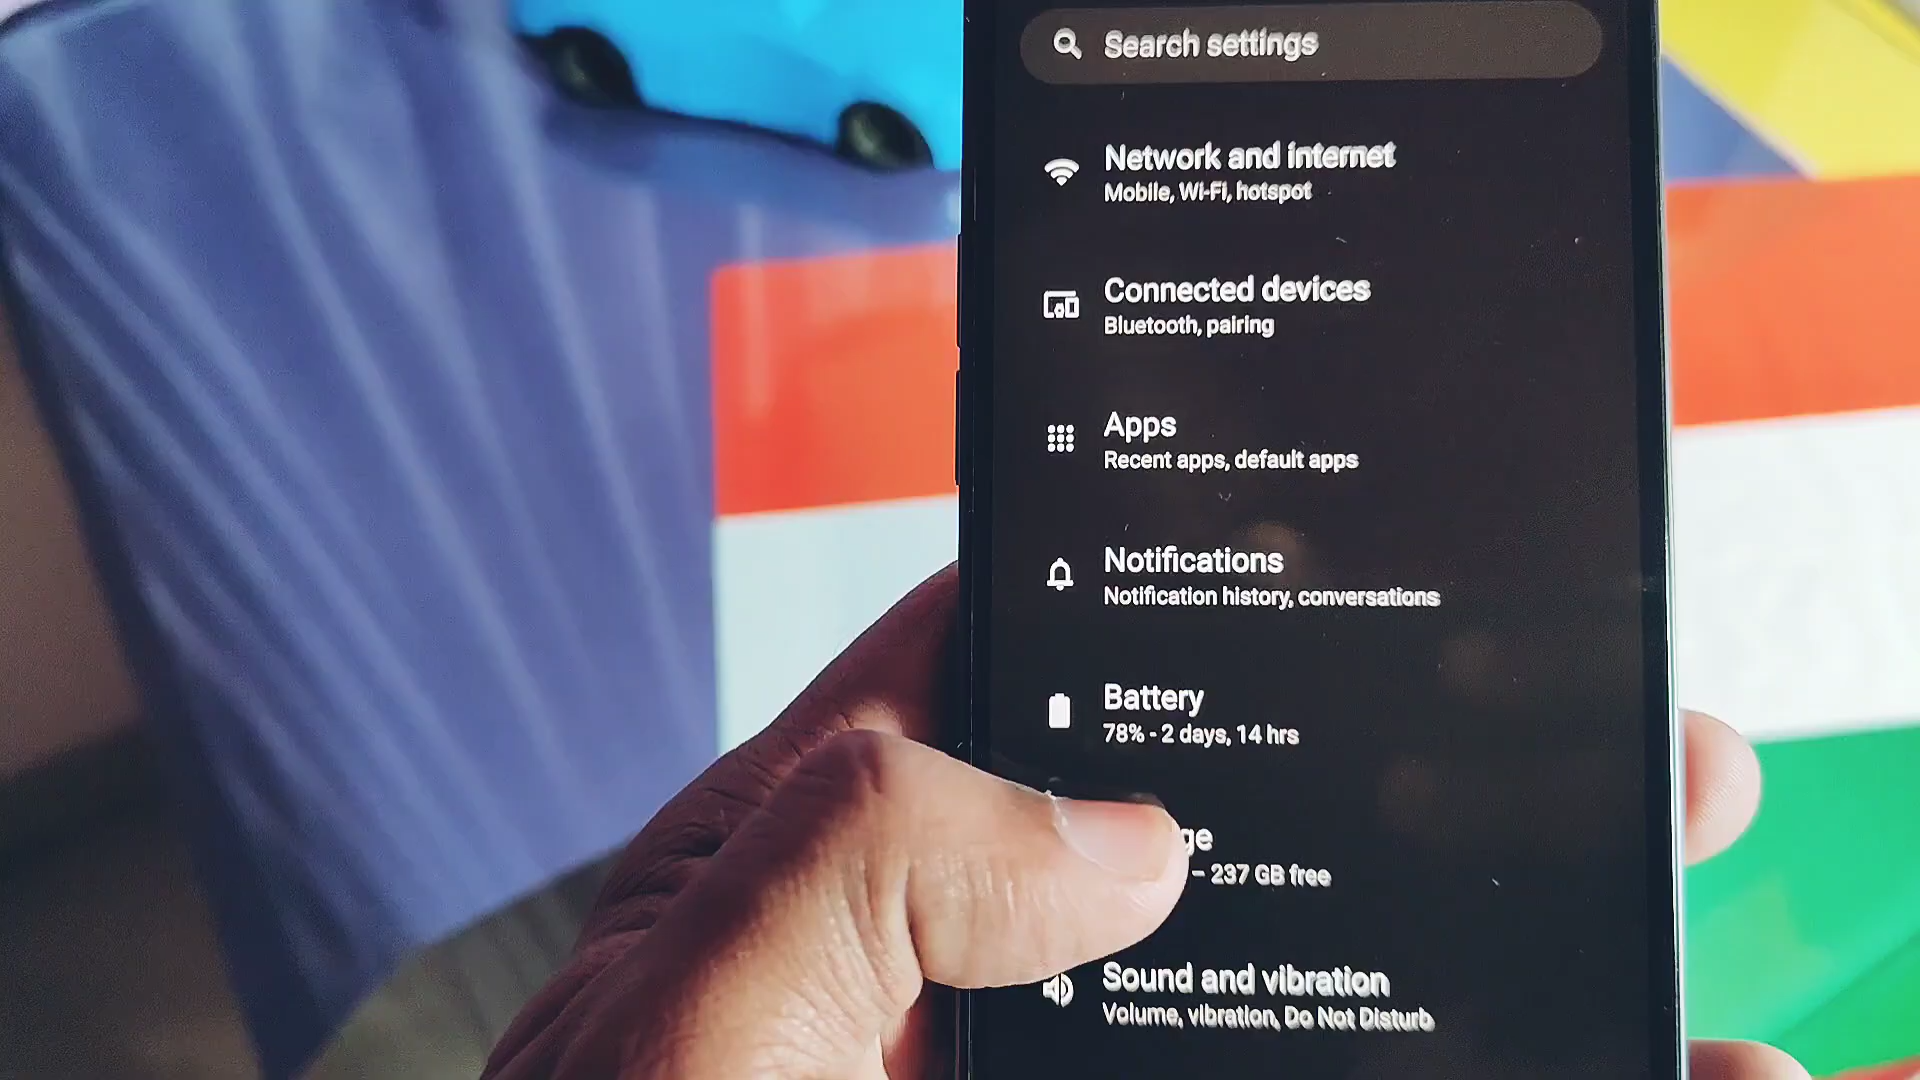 Search settings
Network and internet
Mobile, Wi-Fi, hotspot
Connected devices
Bluetooth, pairing
Apps
Recent apps, default apps
Notifications
Notification history, conversations
Battery
78% - 2 days, 14 hrs
– 237 GB free
Sound and vibration
Volume, vibration, Do Not Disturb